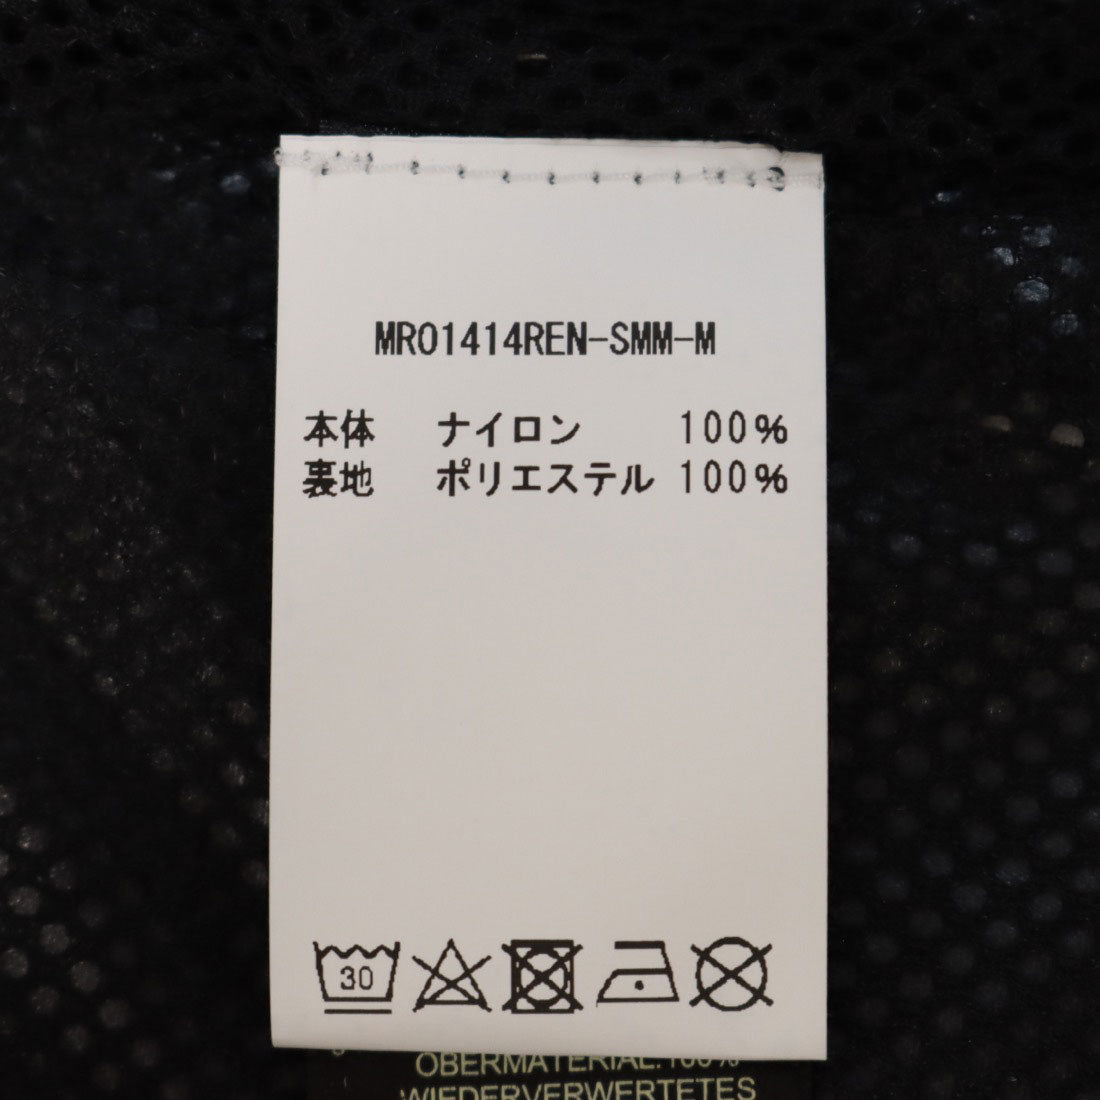 MR01414REN-SMM-M
本体 ナイロン 100%
裏地 ポリエステル 100%
30
OBERMATERIAL: 100%
WIEDERVERWERTETES